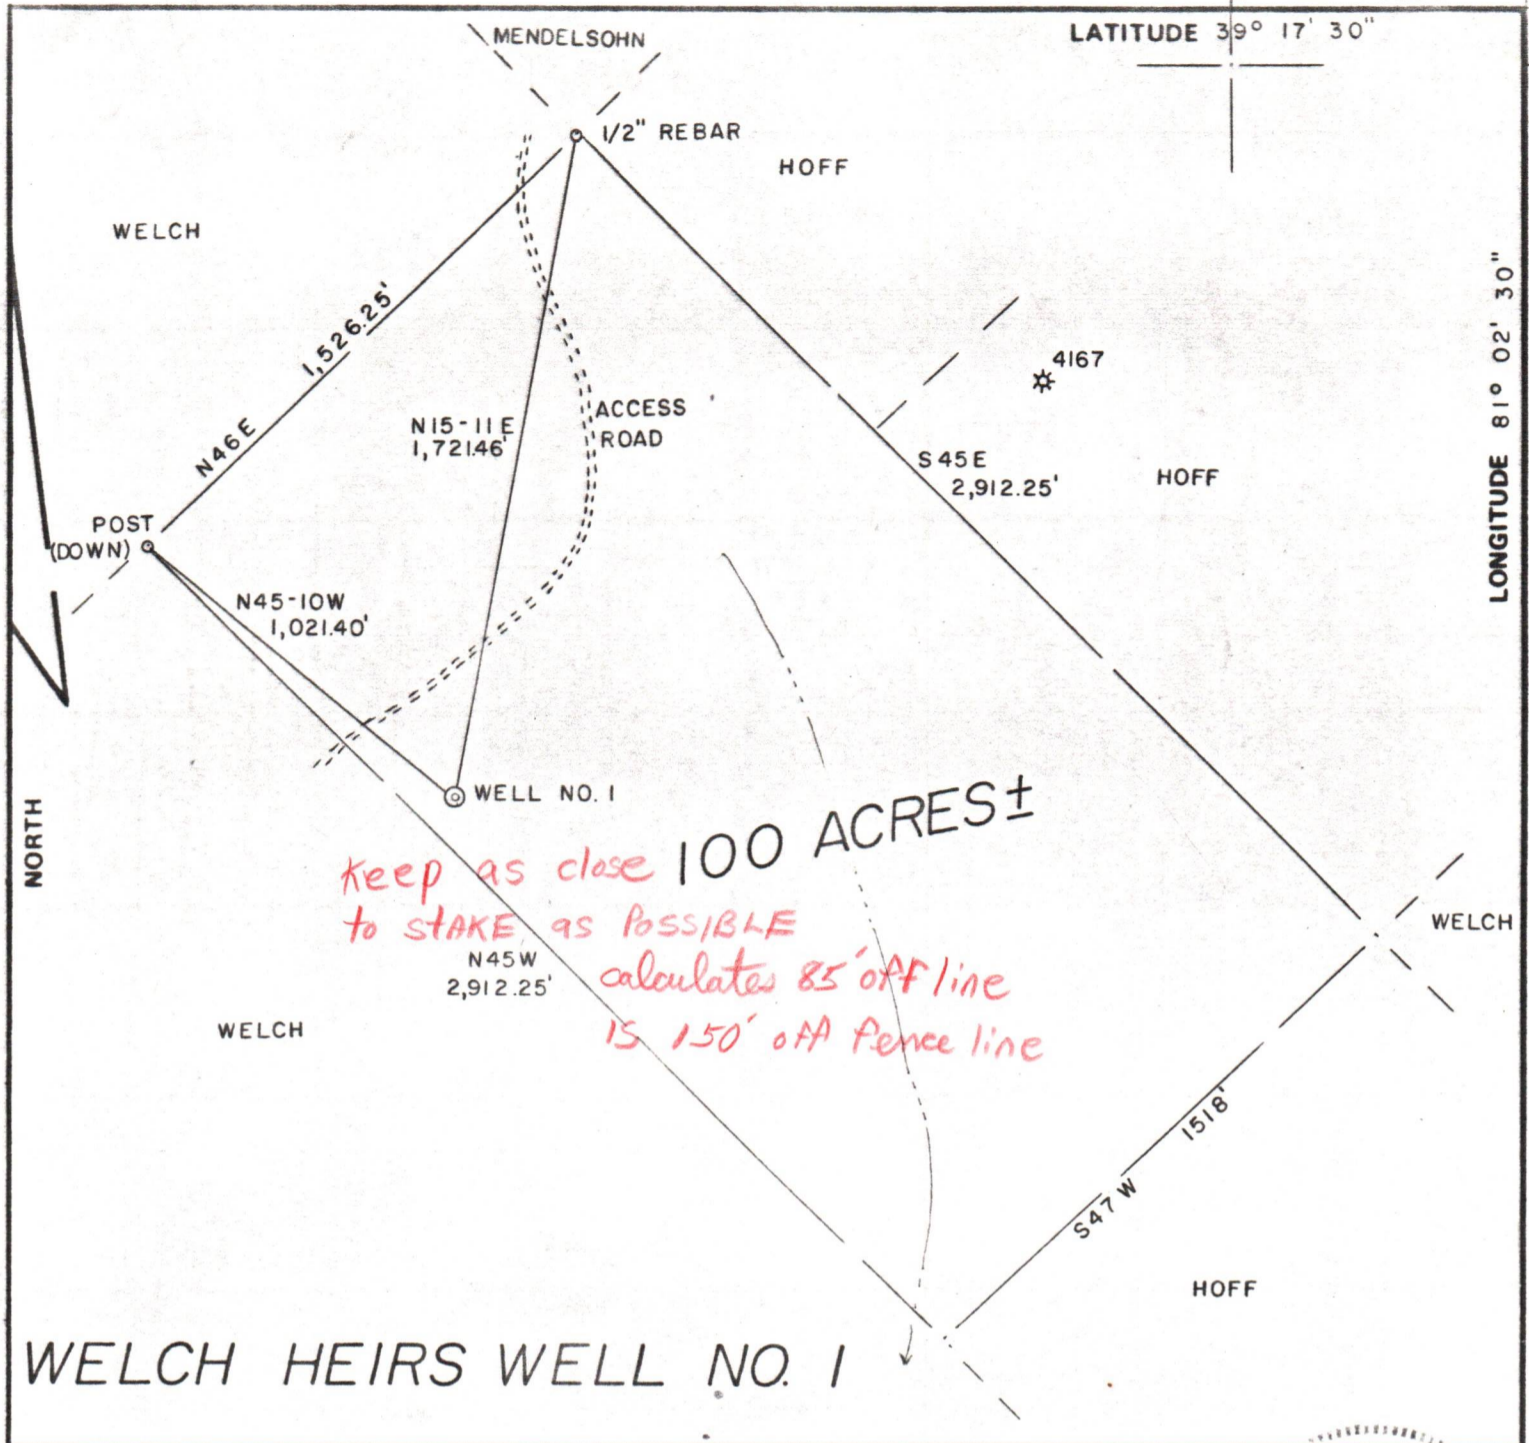 MENDELSOHN
LATITUDE 39° 17' 30"
1/2" REBAR
HOFF
WELCH
LONGITUDE 81° 02' 30"
1,526.25'
N46E
4167
N15-11E
1,721.46'
ACCESS
ROAD
S45E
2,912.25'
HOFF
POST
(DOWN)
N45-10W
1,021.40'
NORTH
WELL NO. 1
100 ACRES±
Keep as close
to stAKE as POSSIBLE
calculates 85' off line
is 150' off fence line
N45W
2,912.25'
WELCH
WELCH
1518'
S47W
HOFF
WELCH HEIRS WELL NO. 1